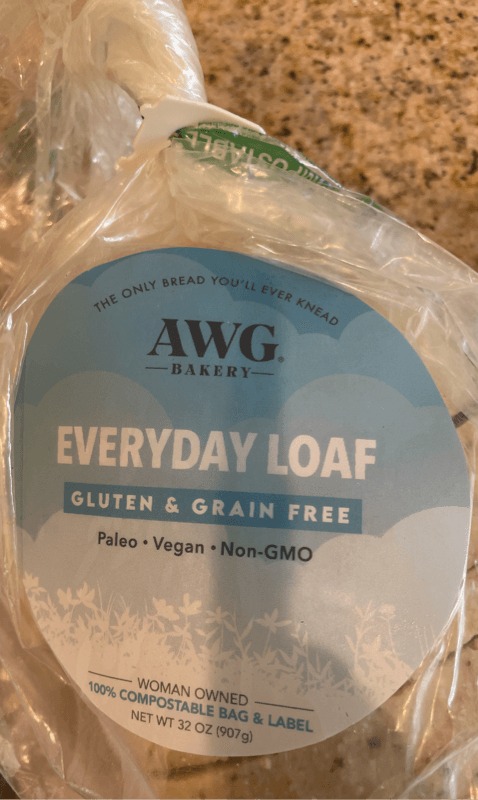 THE ONLY BREAD YOU'LL EVER KNEAD
AWG®
BAKERY
EVERYDAY LOAF
GLUTEN & GRAIN FREE
Paleo • Vegan • Non-GMO
WOMAN OWNED
100% COMPOSTABLE BAG & LABEL
NET WT 32 OZ (907g)